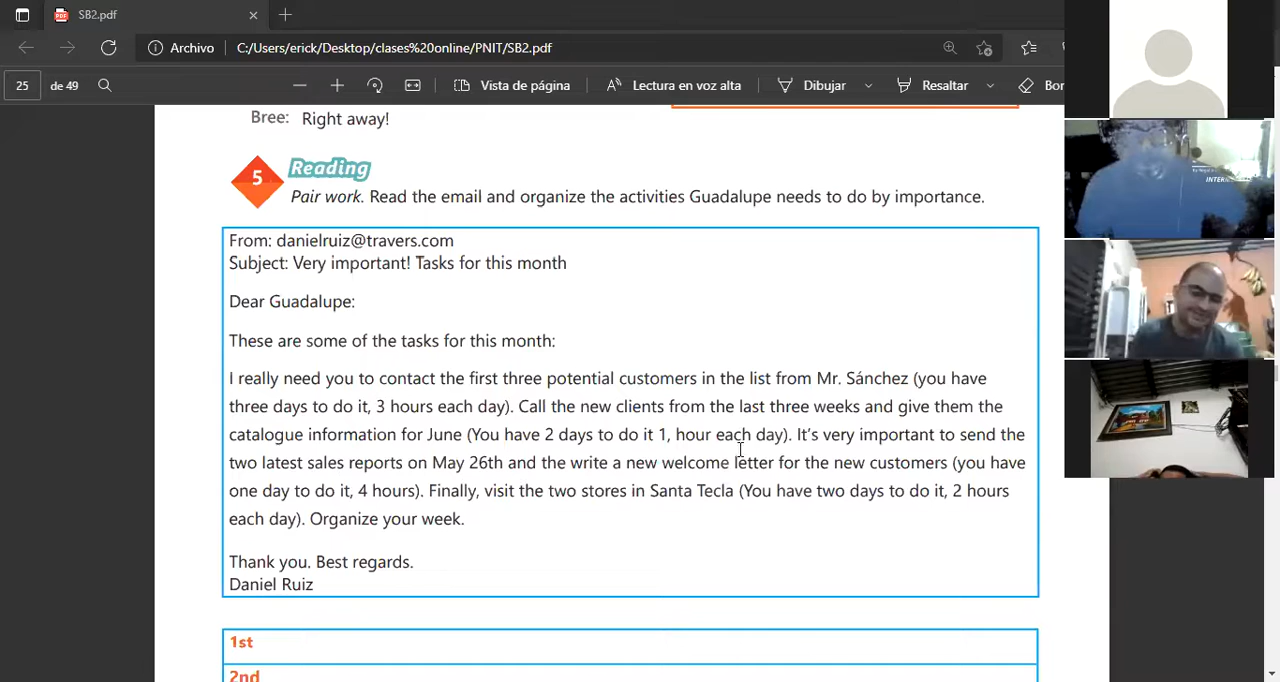 SB2.pdf
Archivo
C:/Users/erick/Desktop/clases%20online/PNIT/SB2.pdf
25 de 49
Vista de página
Lectura en voz alta
Dibujar
Resaltar
Bor
Bree: Right away!
5 Reading
Pair work. Read the email and organize the activities Guadalupe needs to do by importance.
From: danielruiz@travers.com
Subject: Very important! Tasks for this month
Dear Guadalupe:
These are some of the tasks for this month:
I really need you to contact the first three potential customers in the list from Mr. Sánchez (you have
three days to do it, 3 hours each day). Call the new clients from the last three weeks and give them the
catalogue information for June (You have 2 days to do it 1, hour each day). It's very important to send the
two latest sales reports on May 26th and the write a new welcome letter for the new customers (you have
one day to do it, 4 hours). Finally, visit the two stores in Santa Tecla (You have two days to do it, 2 hours
each day). Organize your week.
Thank you. Best regards.
Daniel Ruiz
1st
2nd